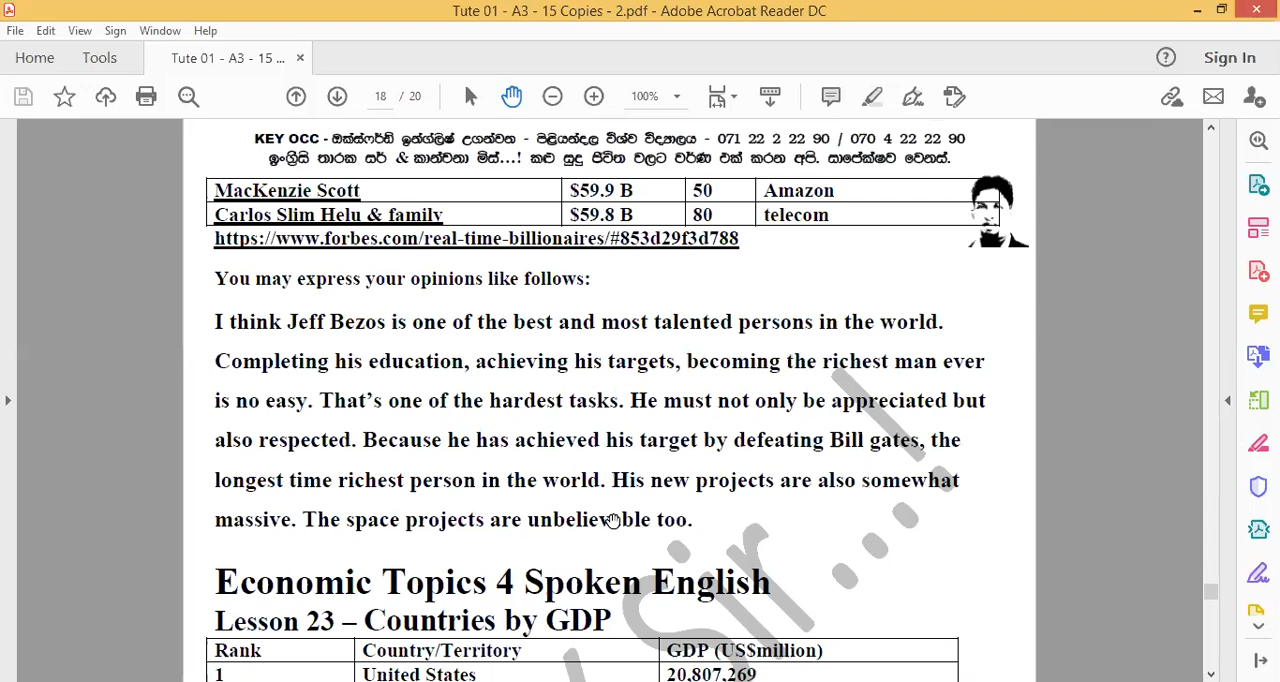 Tute 01 - A3 - 15 Copies - 2.pdf - Adobe Acrobat Reader DC
File Edit View Sign Window Help
Home Tools Tute 01 - A3 - 15 ... × Sign In
18 / 20 100%
KEY OCC - ඔක්ස්ෆර්ඩ් ඉංග්ලිෂ් උගන්වන - පිළියන්දල විශ්ව විද්‍යාලය - 071 22 2 22 90 / 070 4 22 22 90
ඉංග්‍රීසි තාරක සර් & කාන්චනා මිස්...! කළු සුදු ජීවිත වලට වර්ණ එක් කරන අපි. සාපේක්ෂව වෙනස්.
MacKenzie Scott $59.9 B 50 Amazon
Carlos Slim Helu & family $59.8 B 80 telecom
https://www.forbes.com/real-time-billionaires/#853d29f3d788
You may express your opinions like follows:
I think Jeff Bezos is one of the best and most talented persons in the world.
Completing his education, achieving his targets, becoming the richest man ever
is no easy. That’s one of the hardest tasks. He must not only be appreciated but
also respected. Because he has achieved his target by defeating Bill gates, the
longest time richest person in the world. His new projects are also somewhat
massive. The space projects are unbelievable too.
Economic Topics 4 Spoken English
Lesson 23 – Countries by GDP
Rank Country/Territory GDP (US$million)
1 United States 20,807,269
Sir ...!